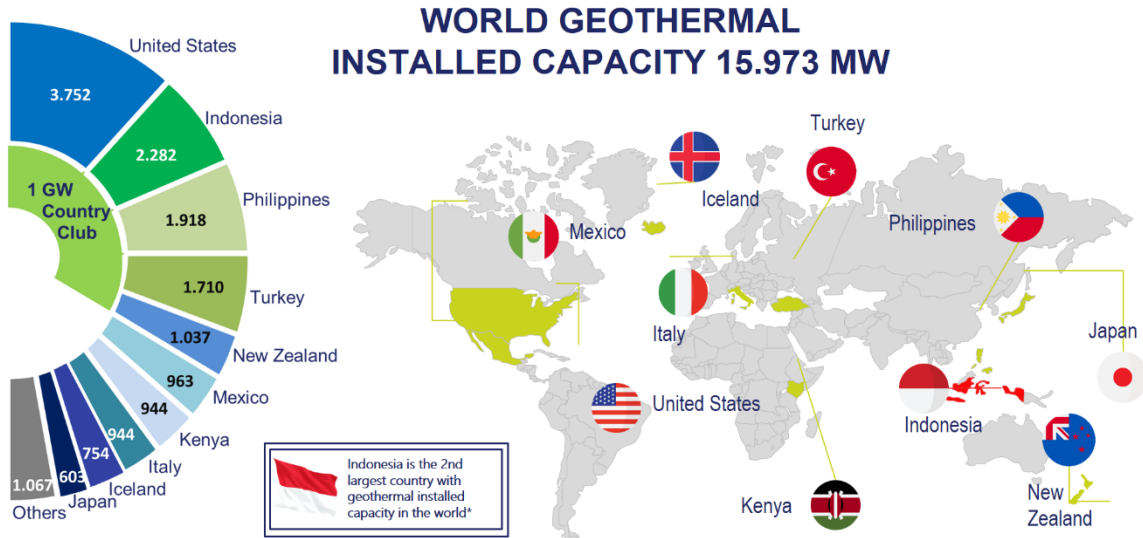 WORLD GEOTHERMAL
INSTALLED CAPACITY 15.973 MW
United States
3.752
Indonesia
2.282
Philippines
1.918
Turkey
1.710
New Zealand
1.037
Mexico
963
Kenya
944
Italy
944
Iceland
754
Japan
603
Others
1.067
1 GW
Country
Club
Indonesia is the 2nd
largest country with
geothermal installed
capacity in the world*
Turkey
Iceland
Philippines
Mexico
Italy
Japan
United States
Indonesia
Kenya
New
Zealand